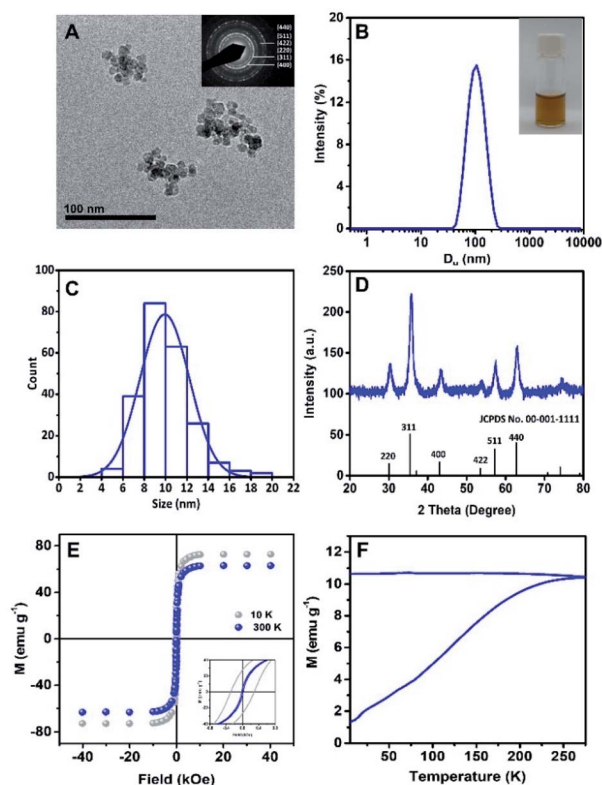 A
(440)
(511)
(422)
(220)
(311)
(400)
100 nm
B
Intensity (%)
20
16
12
8
4
0
1 10 100 1000 10000
(nm)
C
Count
100
80
60
40
20
0
0 2 4 6 8 10 12 14 16 18 20 22
Size (nm)
D
Intensity (a.u.)
200
150
100
50
0
JCPDS No. 00-001-1111
220
311
400
422
511
440
20 30 40 50 60 70 80
2 Theta (Degree)
E
M (emu g-1)
80
40
0
-40
-80
10 K
300 K
-40 -20 0 20 40
Field (kOe)
F
M (emu g-1)
12
10
8
6
4
2
0
50 100 150 200 250
Temperature (K)